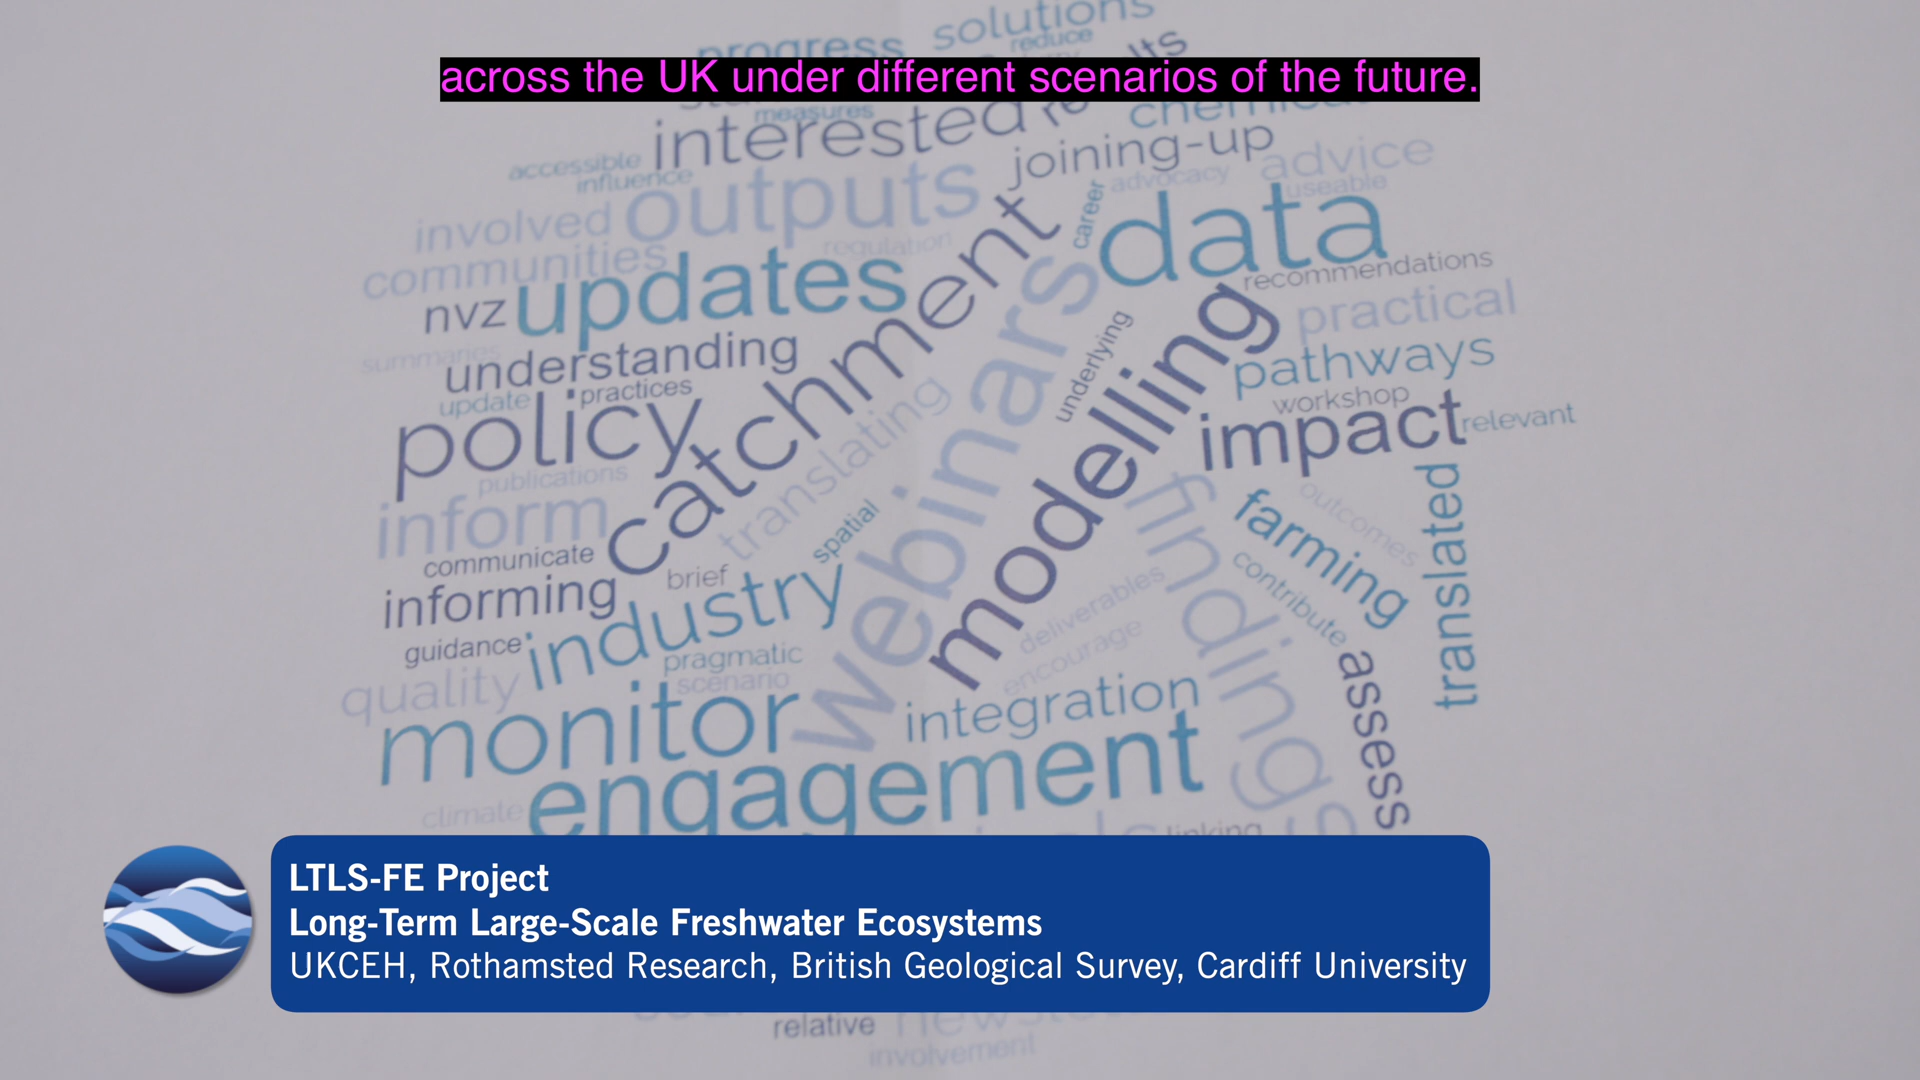 progress
solutions
reduce
across the UK under different scenarios of the future.
measures
interested
joining-up
accessible
influence
advice
advocacy
useable
outputs
career
data
involved
regulation
communities
catchment
updates
recommendations
nvz
practical
webinars
underlying
modelling
summaries
understanding
pathways
update
practices
workshop
policy
impact
relevant
translating
publications
inform
spatial
findings
farming
outcomes
translated
communicate
brief
informing
industry
contribute
deliverables
guidance
pragmatic
encourage
quality
scenario
assess
monitor
integration
engagement
climate
linking
LTLS-FE Project
Long-Term Large-Scale Freshwater Ecosystems
UKCEH, Rothamsted Research, British Geological Survey, Cardiff University
relative
involvement